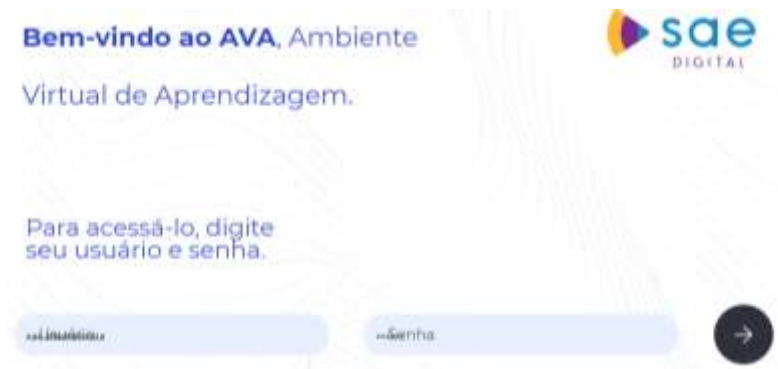 Bem-vindo ao AVA, Ambiente
Virtual de Aprendizagem.
sae
DIGITAL
Para acessá-lo, digite
seu usuário e senha.
Senha